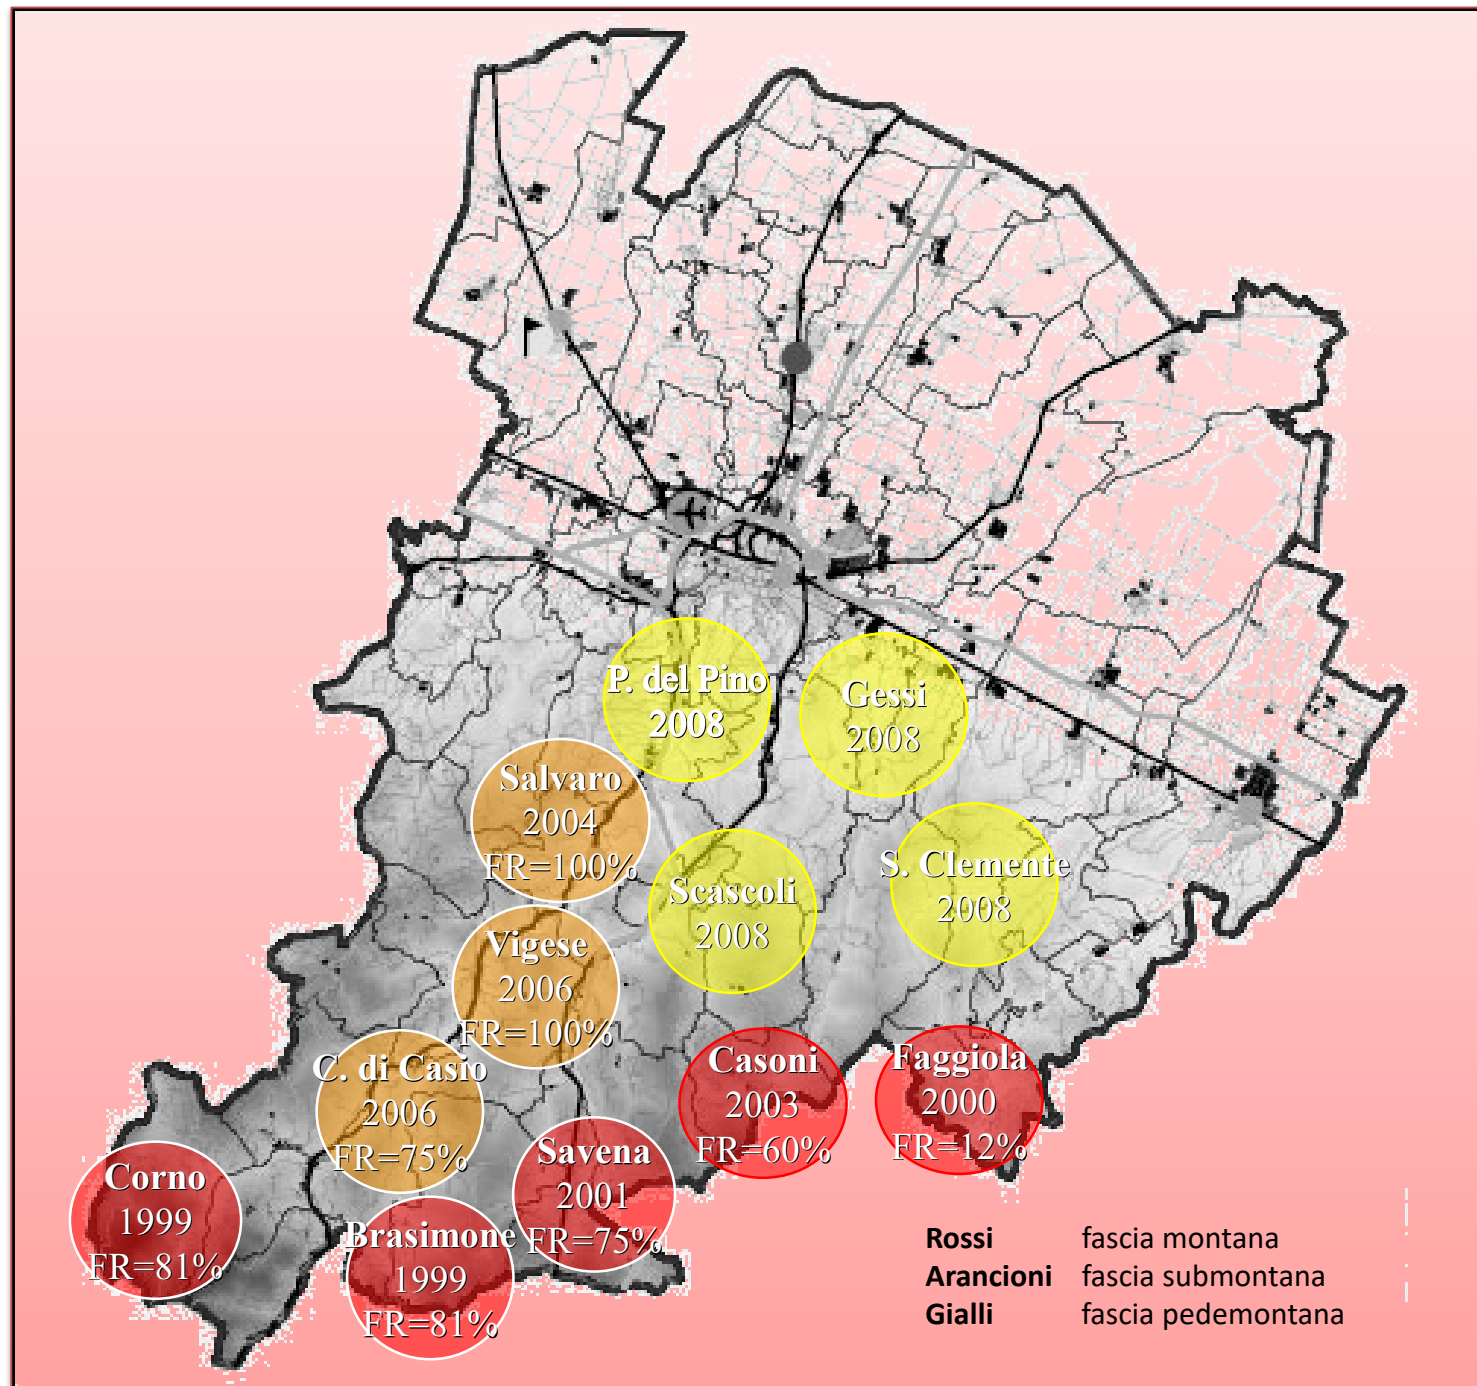 P. del Pino
2008
Gessi
2008
Salvaro
2004
FR=100%
Scascoli
2008
S. Clemente
2008
Vigese
2006
FR=100%
C. di Casio
2006
FR=75%
Casoni
2003
FR=60%
Faggiola
2000
FR=12%
Savena
2001
FR=75%
Corno
1999
FR=81%
Brasimone
1999
FR=81%
Rossi fascia montana
Arancioni fascia submontana
Gialli fascia pedemontana